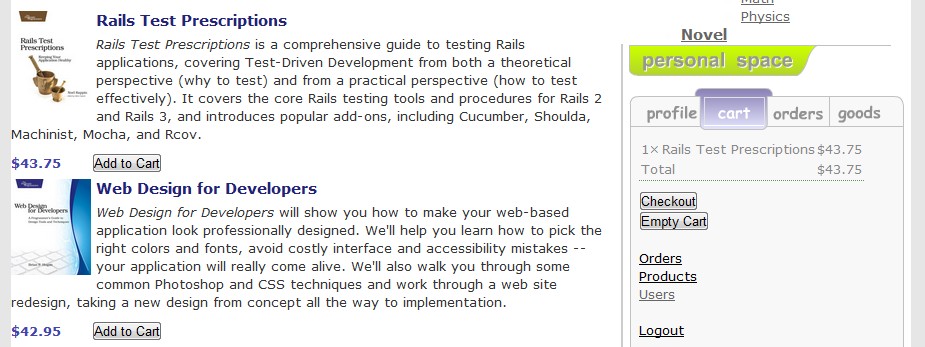 Rails Test Prescriptions
Rails Test
Prescriptions
Rails Test Prescriptions is a comprehensive guide to testing Rails
applications, covering Test-Driven Development from both a theoretical
perspective (why to test) and from a practical perspective (how to test
effectively). It covers the core Rails testing tools and procedures for Rails 2
and Rails 3, and introduces popular add-ons, including Cucumber, Shoulda,
Machinist, Mocha, and Rcov.
$43.75 Add to Cart
Web Design for Developers
Web Design
for Developers
Web Design for Developers will show you how to make your web-based
application look professionally designed. We'll help you learn how to pick the
right colors and fonts, avoid costly interface and accessibility mistakes --
your application will really come alive. We'll also walk you through some
common Photoshop and CSS techniques and work through a web site
redesign, taking a new design from concept all the way to implementation.
$42.95 Add to Cart
Math
Physics
Novel
personal space
profile cart orders goods
1× Rails Test Prescriptions $43.75
Total $43.75
Checkout
Empty Cart
Orders
Products
Users
Logout